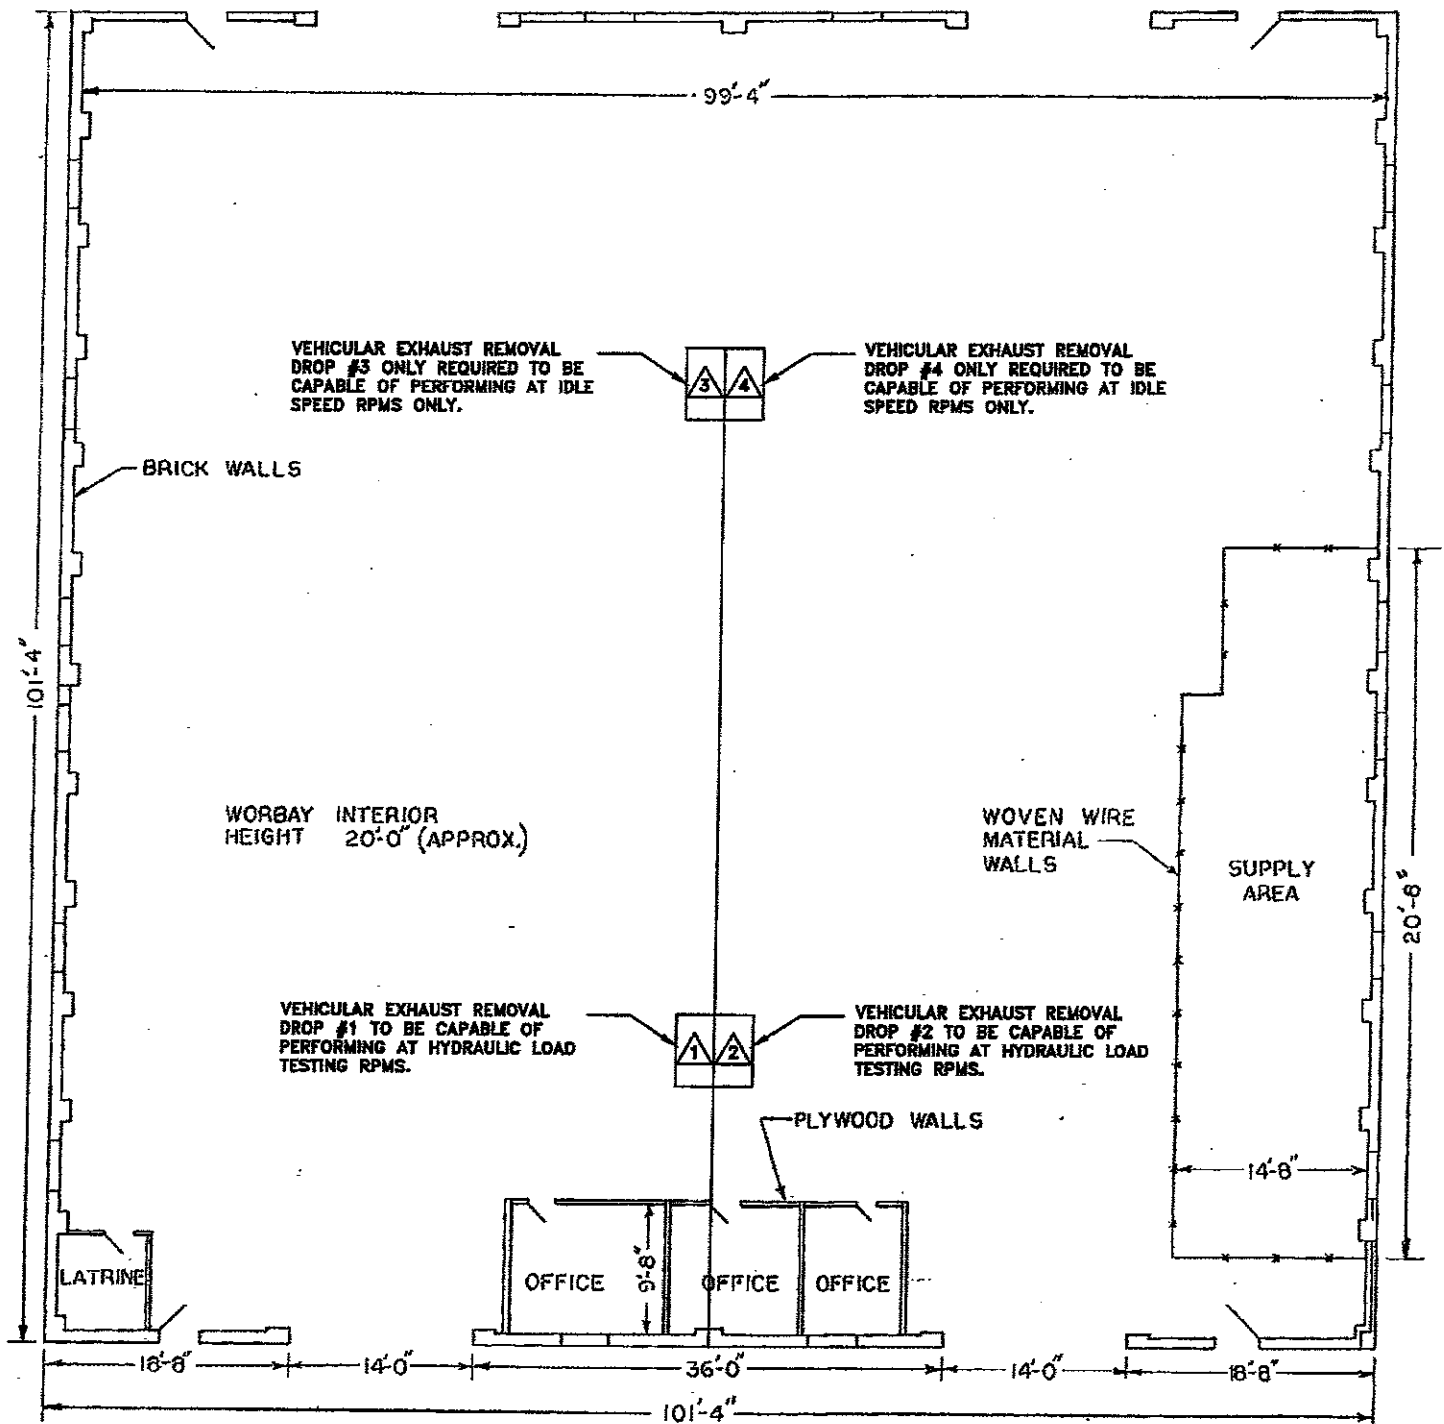 99'-4"
VEHICULAR EXHAUST REMOVAL
DROP #3 ONLY REQUIRED TO BE
CAPABLE OF PERFORMING AT IDLE
SPEED RPMS ONLY.
3
4
VEHICULAR EXHAUST REMOVAL
DROP #4 ONLY REQUIRED TO BE
CAPABLE OF PERFORMING AT IDLE
SPEED RPMS ONLY.
BRICK WALLS
101'-4"
WORBAY INTERIOR
HEIGHT 20'-0" (APPROX.)
WOVEN WIRE
MATERIAL
WALLS
SUPPLY
AREA
20'-8"
VEHICULAR EXHAUST REMOVAL
DROP #1 TO BE CAPABLE OF
PERFORMING AT HYDRAULIC LOAD
TESTING RPMS.
1
2
VEHICULAR EXHAUST REMOVAL
DROP #2 TO BE CAPABLE OF
PERFORMING AT HYDRAULIC LOAD
TESTING RPMS.
PLYWOOD WALLS
14'-8"
LATRINE
OFFICE
9'-8"
OFFICE
OFFICE
18'-8"
14'-0"
36'-0"
14'-0"
18'-8"
101'-4"